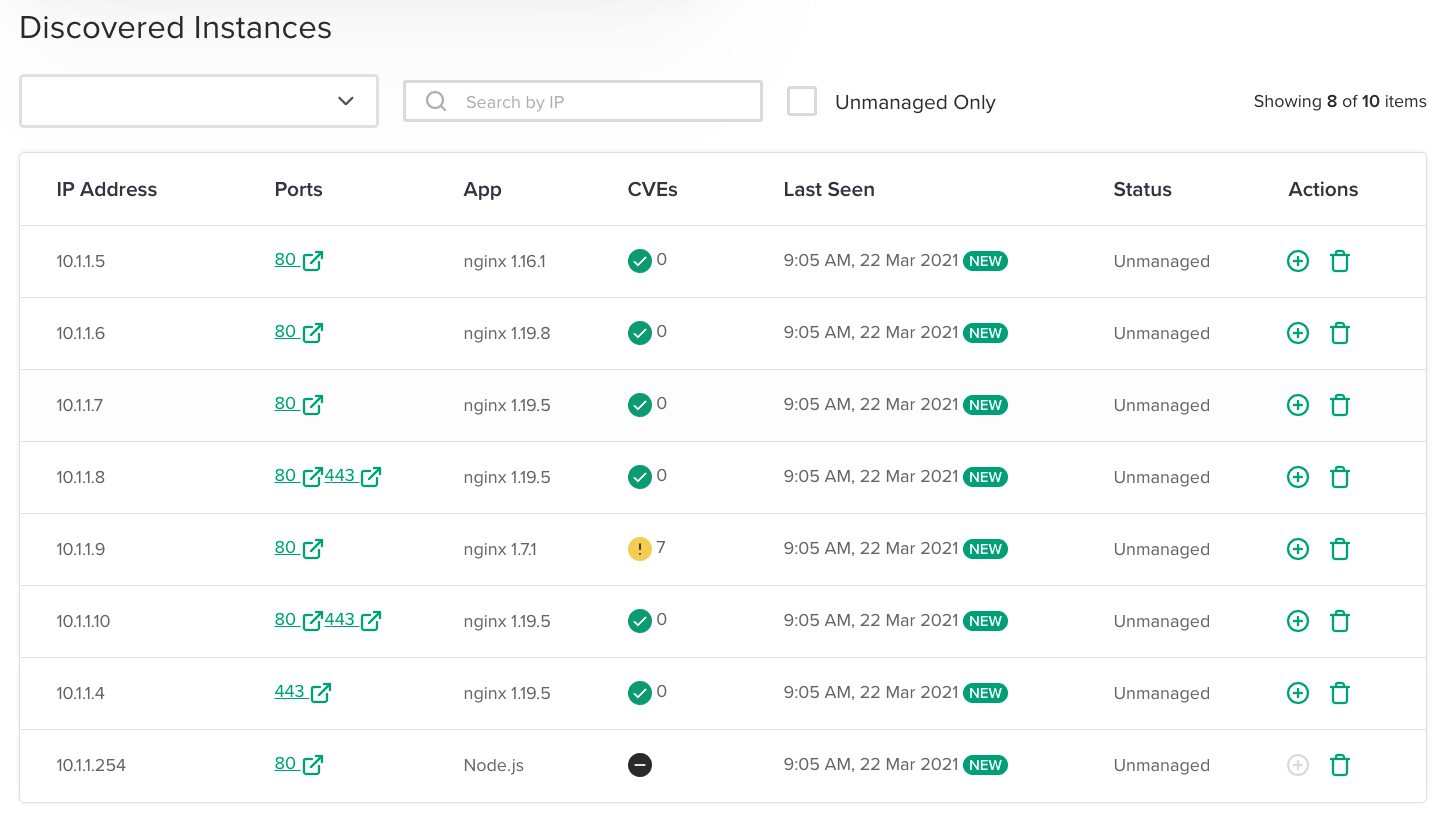 Discovered Instances
Search by IP Unmanaged Only Showing 8 of 10 items
IP Address Ports App CVEs Last Seen Status Actions
10.1.1.5 80 nginx 1.16.1 0 9:05 AM, 22 Mar 2021 NEW Unmanaged
10.1.1.6 80 nginx 1.19.8 0 9:05 AM, 22 Mar 2021 NEW Unmanaged
10.1.1.7 80 nginx 1.19.5 0 9:05 AM, 22 Mar 2021 NEW Unmanaged
10.1.1.8 80 443 nginx 1.19.5 0 9:05 AM, 22 Mar 2021 NEW Unmanaged
10.1.1.9 80 nginx 1.7.1 7 9:05 AM, 22 Mar 2021 NEW Unmanaged
10.1.1.10 80 443 nginx 1.19.5 0 9:05 AM, 22 Mar 2021 NEW Unmanaged
10.1.1.4 443 nginx 1.19.5 0 9:05 AM, 22 Mar 2021 NEW Unmanaged
10.1.1.254 80 Node.js 9:05 AM, 22 Mar 2021 NEW Unmanaged